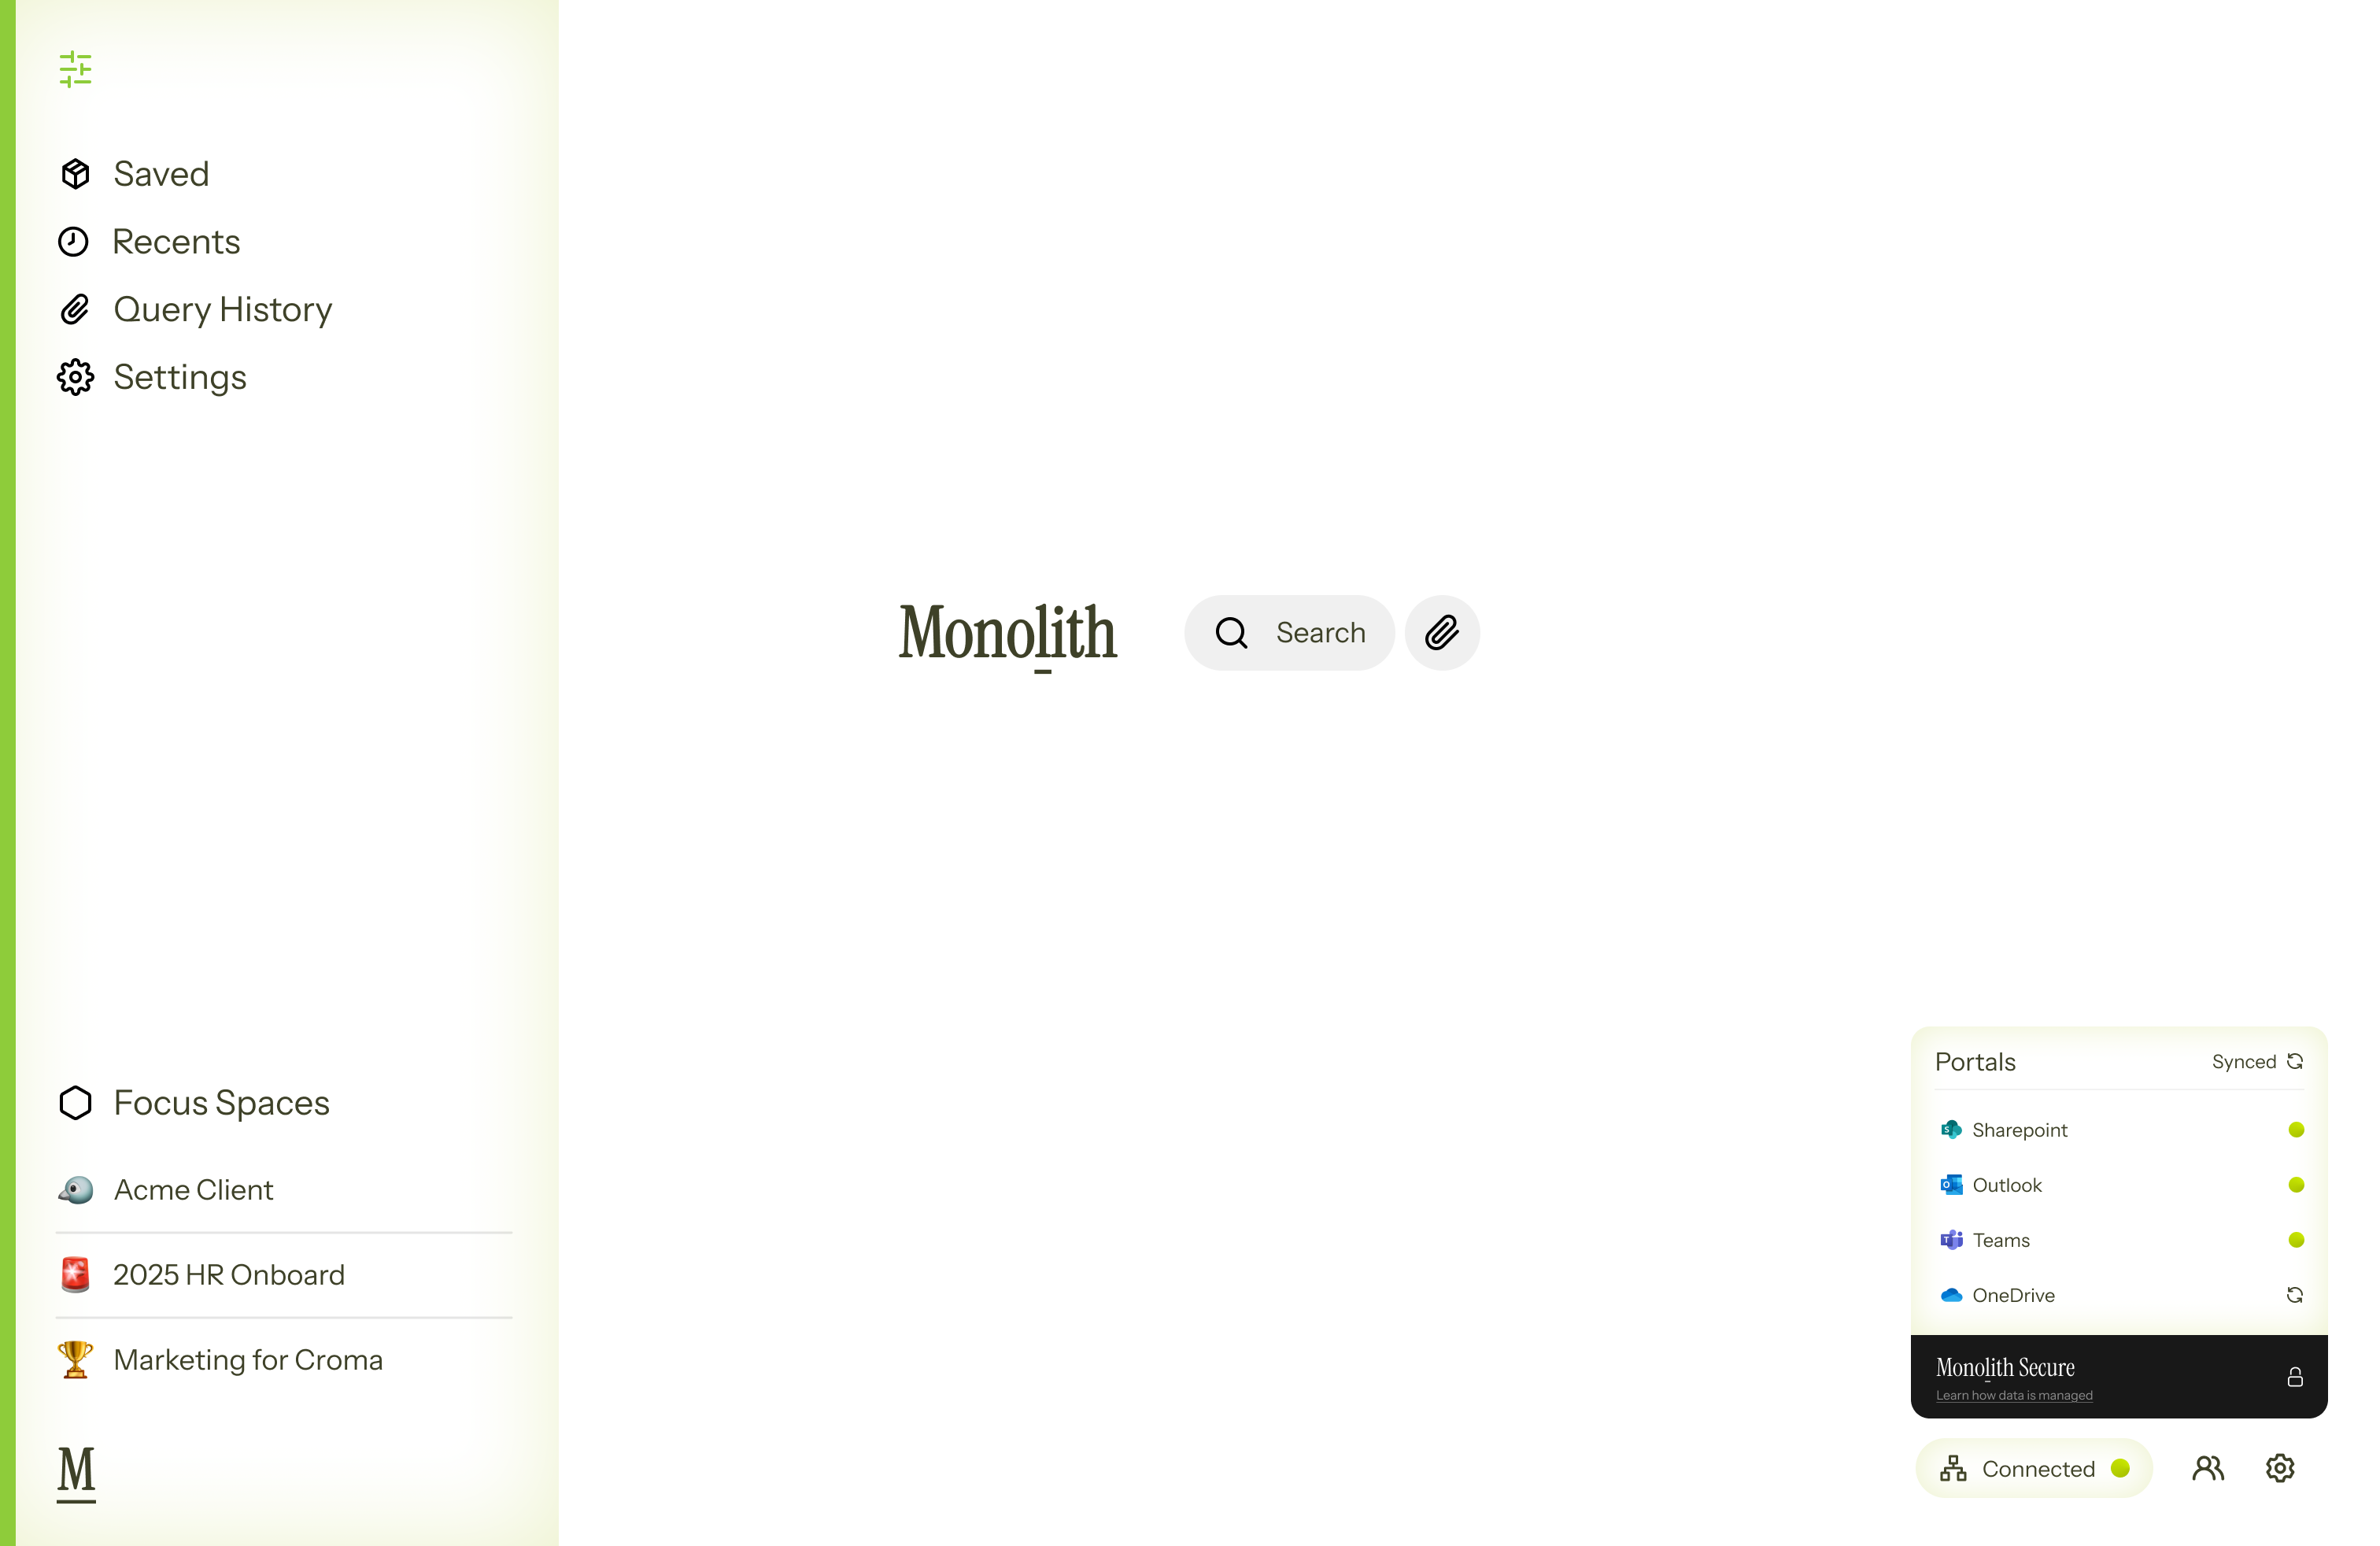 Saved
Recents
Query History
Settings
Focus Spaces
Acme Client
2025 HR Onboard
Marketing for Croma
M
Monolith
Search
Portals
Synced
Sharepoint
Outlook
Teams
OneDrive
Monolith Secure
Learn how data is managed
Connected